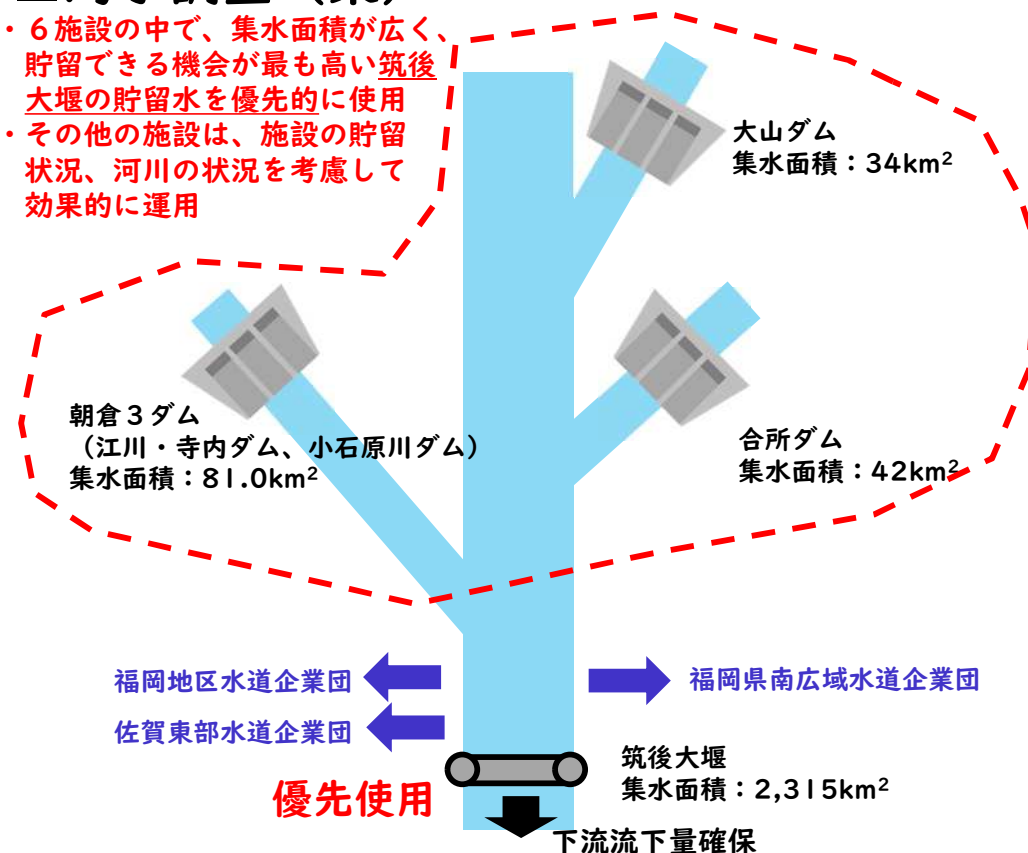 ・６施設の中で、集水面積が広く、
貯留できる機会が最も高い筑後
大堰の貯留水を優先的に使用
・その他の施設は、施設の貯留
状況、河川の状況を考慮して
効果的に運用
大山ダム
集水面積：34km²
朝倉３ダム
（江川・寺内ダム、小石原川ダム）
集水面積：81.0km²
合所ダム
集水面積：42km²
福岡地区水道企業団
福岡県南広域水道企業団
佐賀東部水道企業団
筑後大堰
集水面積：2,315km²
優先使用
下流流下量確保